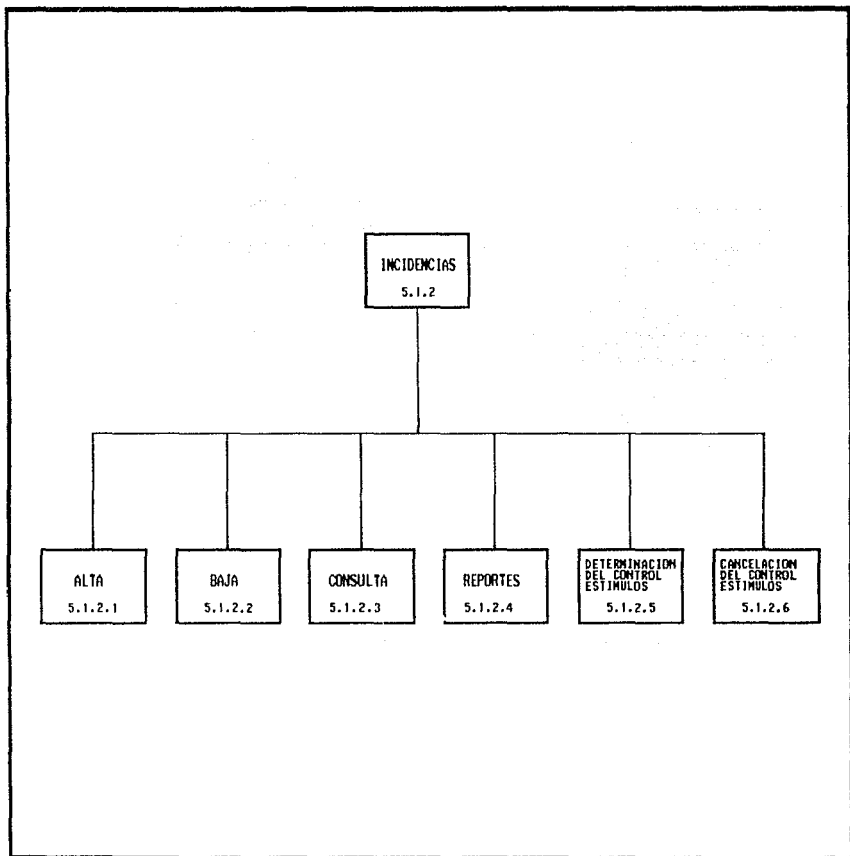 INCIDENCIAS
5.1.2
ALTA
5.1.2.1
BAJA
5.1.2.2
CONSULTA
5.1.2.3
REPORTES
5.1.2.4
DETERMINACION
DEL CONTROL
ESTIMULOS
5.1.2.5
CANCELACION
DEL CONTROL
ESTIMULOS
5.1.2.6